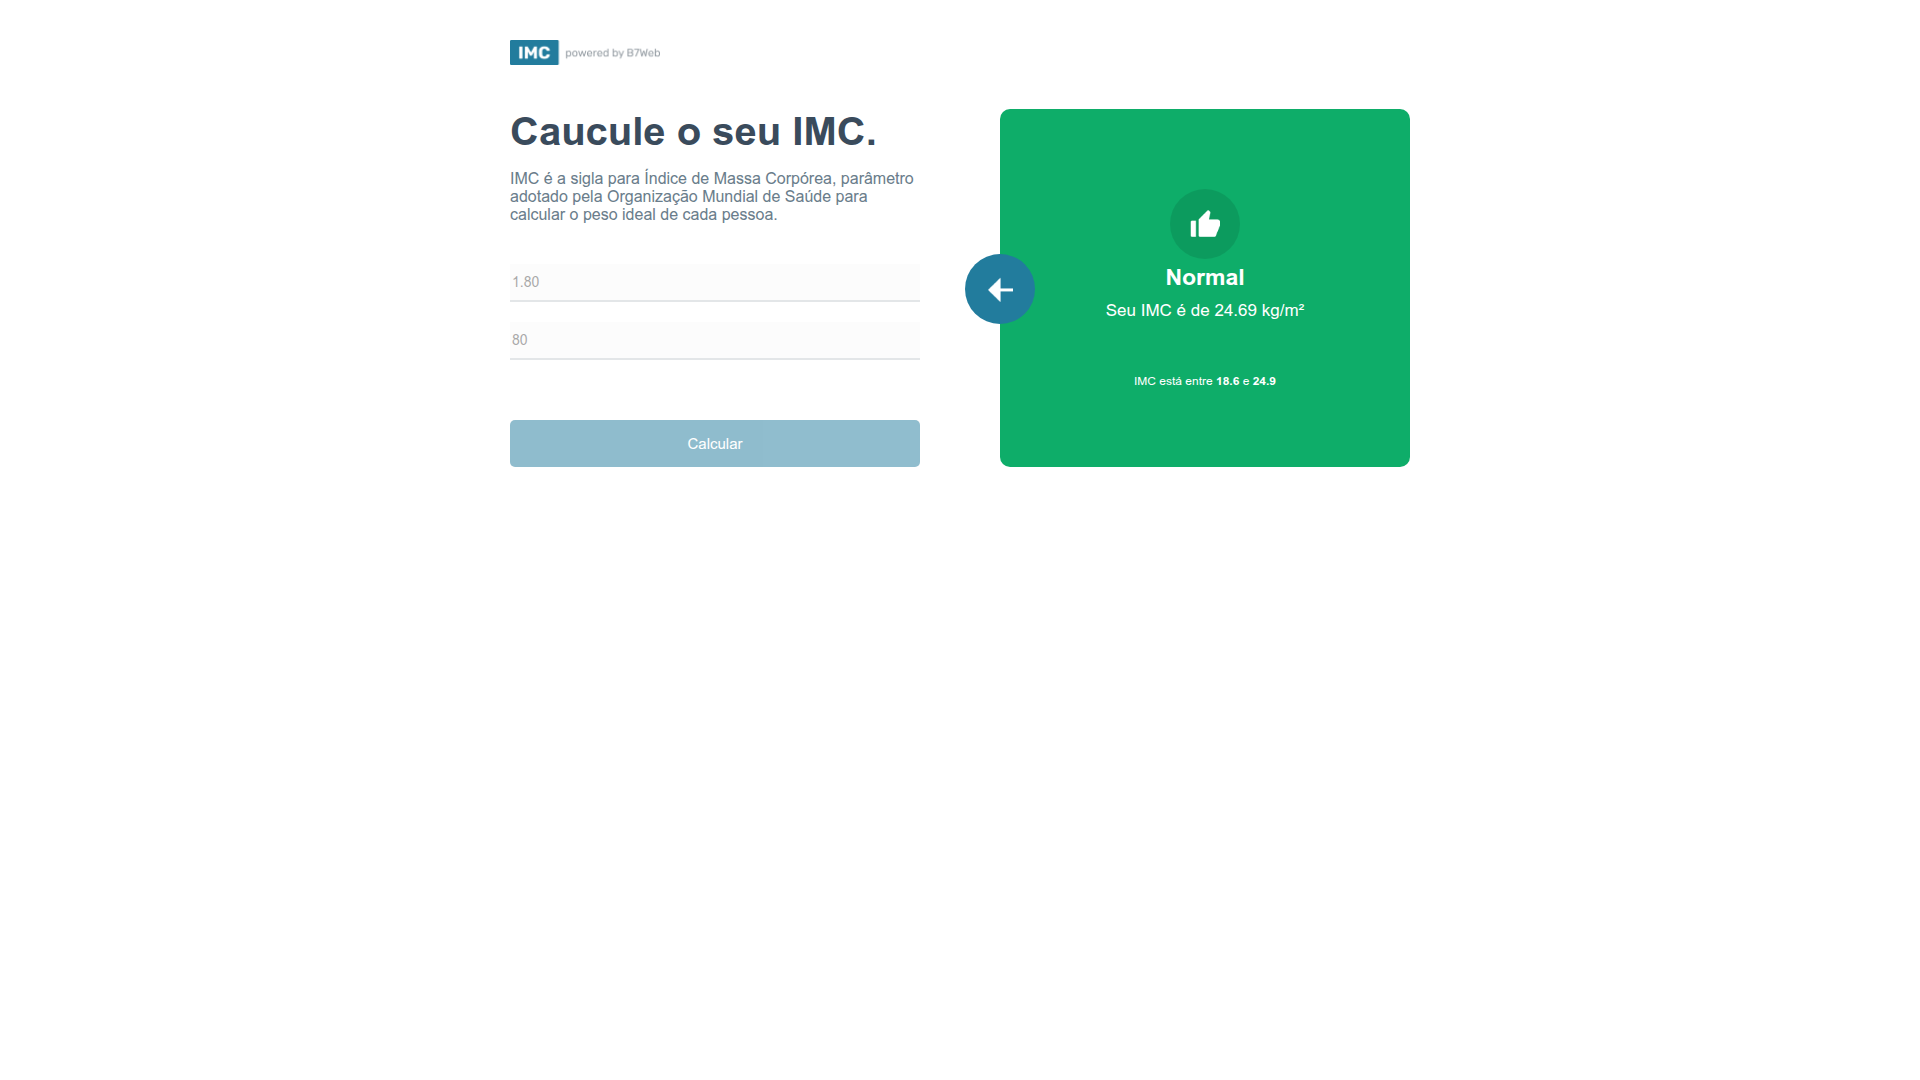 IMC powered by B7Web
Caucule o seu IMC.
IMC é a sigla para Índice de Massa Corpórea, parâmetro
adotado pela Organização Mundial de Saúde para
calcular o peso ideal de cada pessoa.
1.80
80
Calcular
Normal
Seu IMC é de 24.69 kg/m²
IMC está entre 18.6 e 24.9